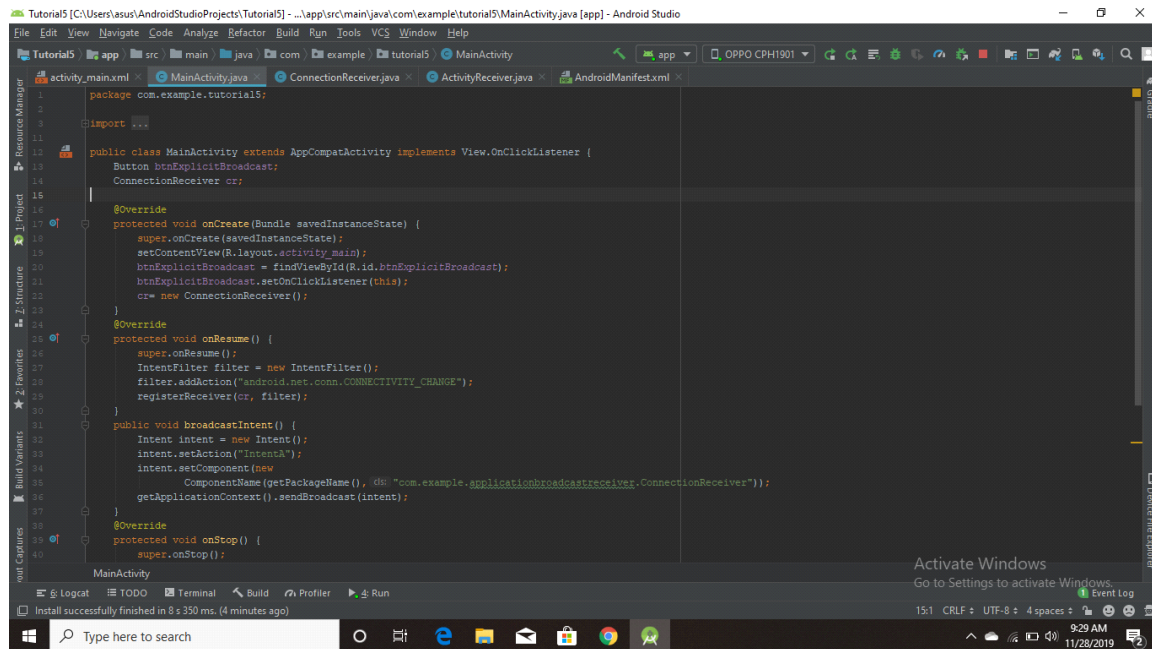 Tutorial5 [C:\Users\asus\AndroidStudioProjects\Tutorial5] - ...\app\src\main\java\com\example\tutorial5\MainActivity.java [app] - Android Studio
File Edit View Navigate Code Analyze Refactor Build Run Tools VCS Window Help
Tutorial5 app src main java com example tutorial5 MainActivity app OPPO CPH1901
activity_main.xml MainActivity.java ConnectionReceiver.java ActivityReceiver.java AndroidManifest.xml
1 package com.example.tutorial5;
2
3 import ...
11
12 public class MainActivity extends AppCompatActivity implements View.OnClickListener {
13 Button btnExplicitBroadcast;
14 ConnectionReceiver cr;
15
16 @Override
17 protected void onCreate(Bundle savedInstanceState) {
18 super.onCreate(savedInstanceState);
19 setContentView(R.layout.activity_main);
20 btnExplicitBroadcast = findViewById(R.id.btnExplicitBroadcast);
21 btnExplicitBroadcast.setOnClickListener(this);
22 cr= new ConnectionReceiver();
23 }
24 @Override
25 protected void onResume() {
26 super.onResume();
27 IntentFilter filter = new IntentFilter();
28 filter.addAction("android.net.conn.CONNECTIVITY_CHANGE");
29 registerReceiver(cr, filter);
30 }
31 public void broadcastIntent() {
32 Intent intent = new Intent();
33 intent.setAction("IntentA");
34 intent.setComponent(new
35 ComponentName(getPackageName(), cls: "com.example.applicationbroadcastreceiver.ConnectionReceiver"));
36 getApplicationContext().sendBroadcast(intent);
37 }
38 @Override
39 protected void onStop() {
40 super.onStop();
MainActivity
Resource Manager
1: Project
Z: Structure
2: Favorites
Build Variants
Captures
Gradle
Device File Explorer
Activate Windows
Go to Settings to activate Windows.
6: Logcat TODO Terminal Build Profiler 4: Run 1 Event Log
Install successfully finished in 8 s 350 ms. (4 minutes ago) 15:1 CRLF UTF-8 4 spaces
Type here to search
9:29 AM
11/28/2019
2